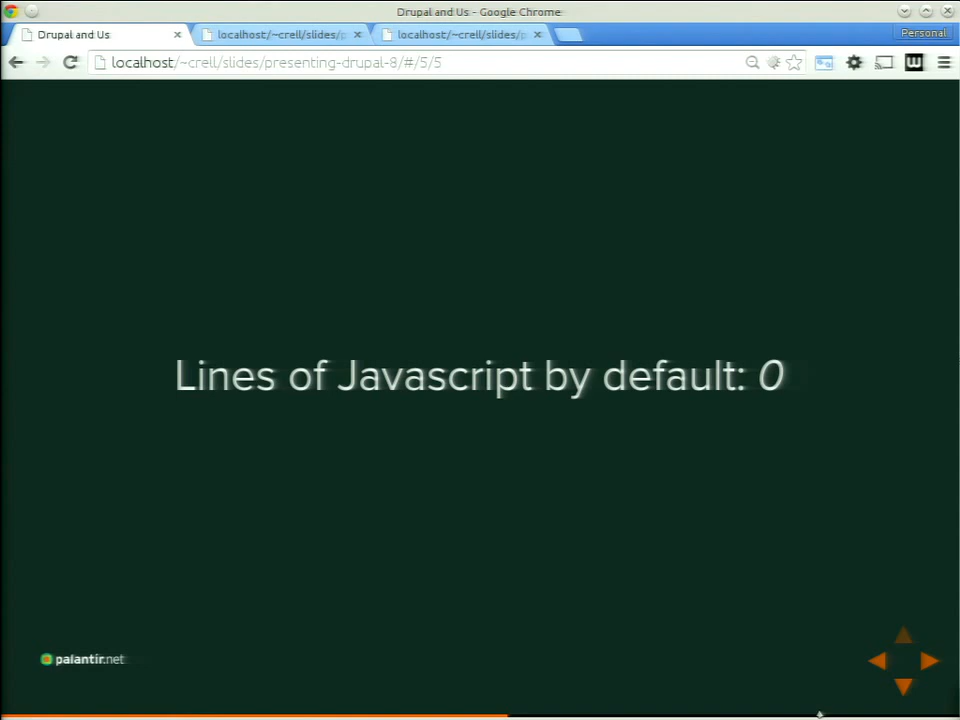 Drupal and Us - Google Chrome
Drupal and Us
localhost/~crell/slides/p
localhost/~crell/slides/p
Personal
localhost/~crell/slides/presenting-drupal-8/#/5/5
W
Lines of Javascript by default: 0
palantir.net